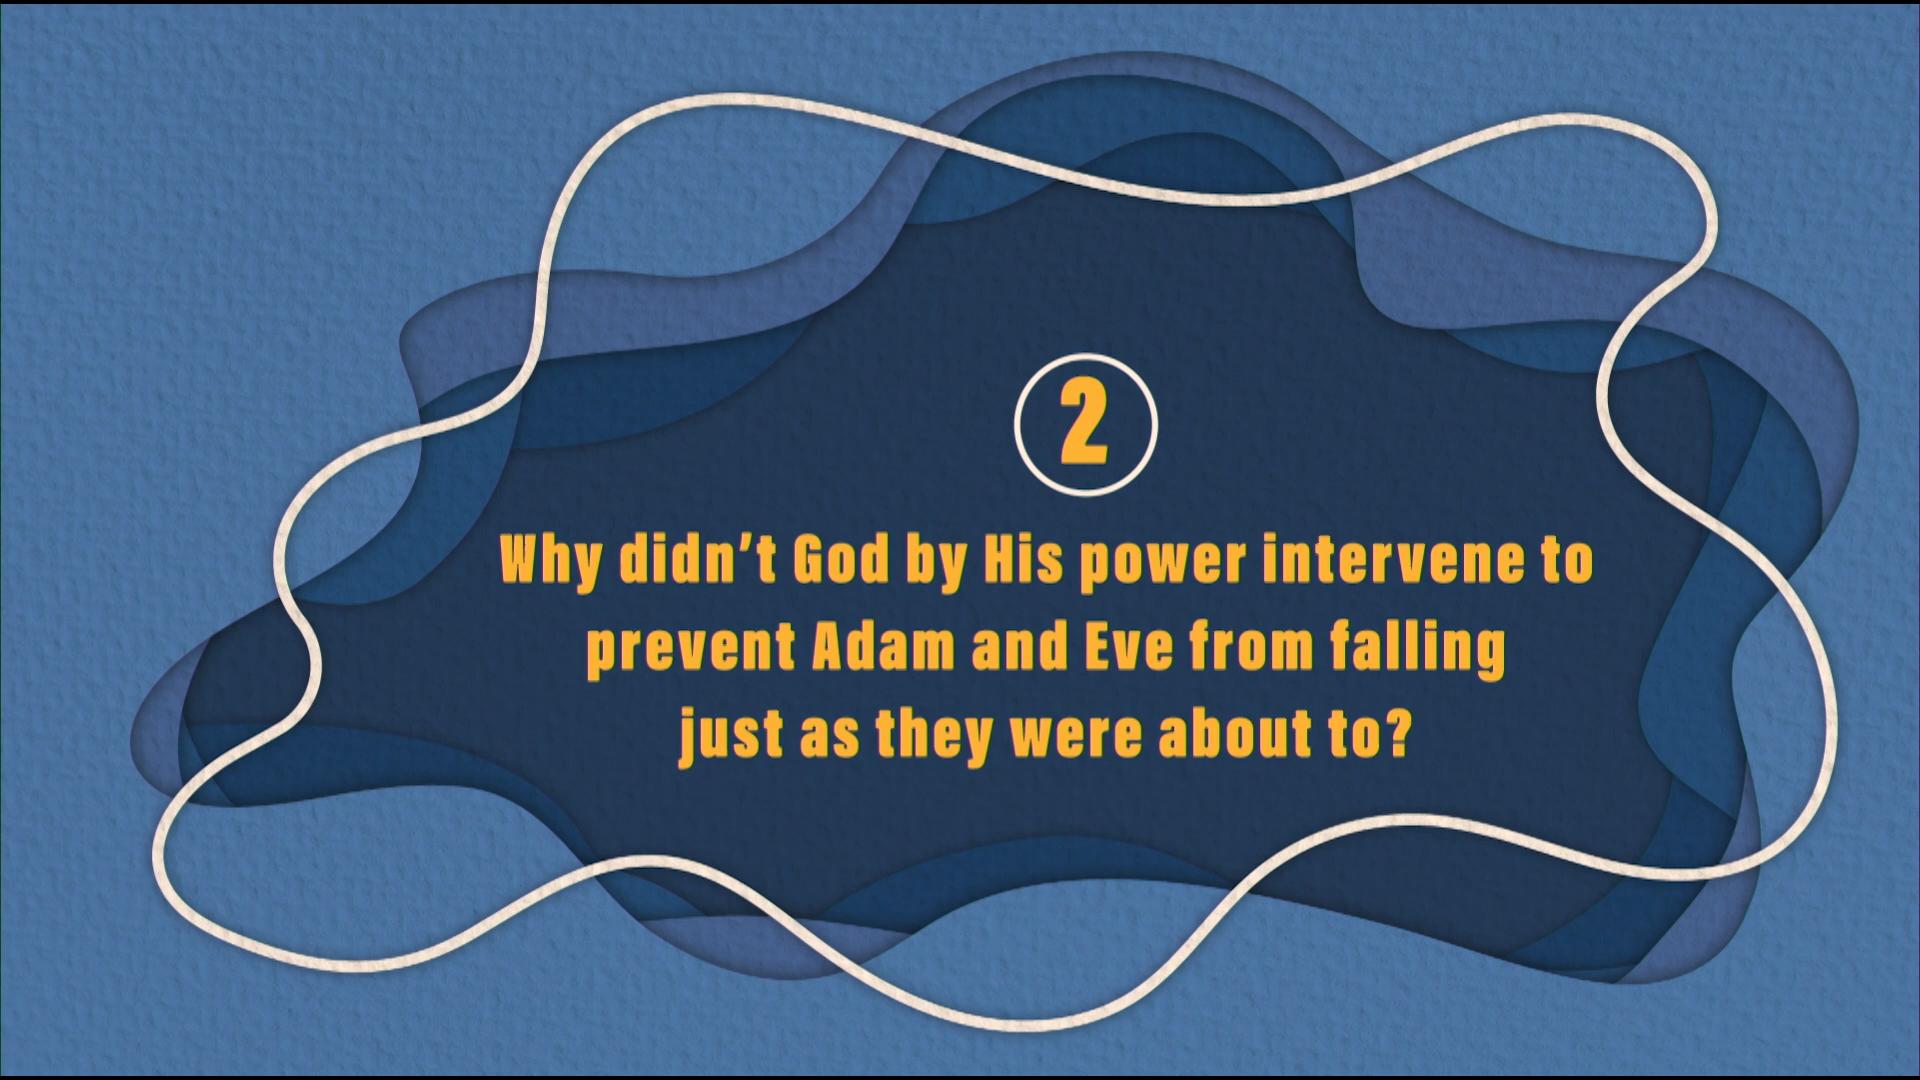 2
Why didn't God by His power intervene to
prevent Adam and Eve from falling
just as they were about to?